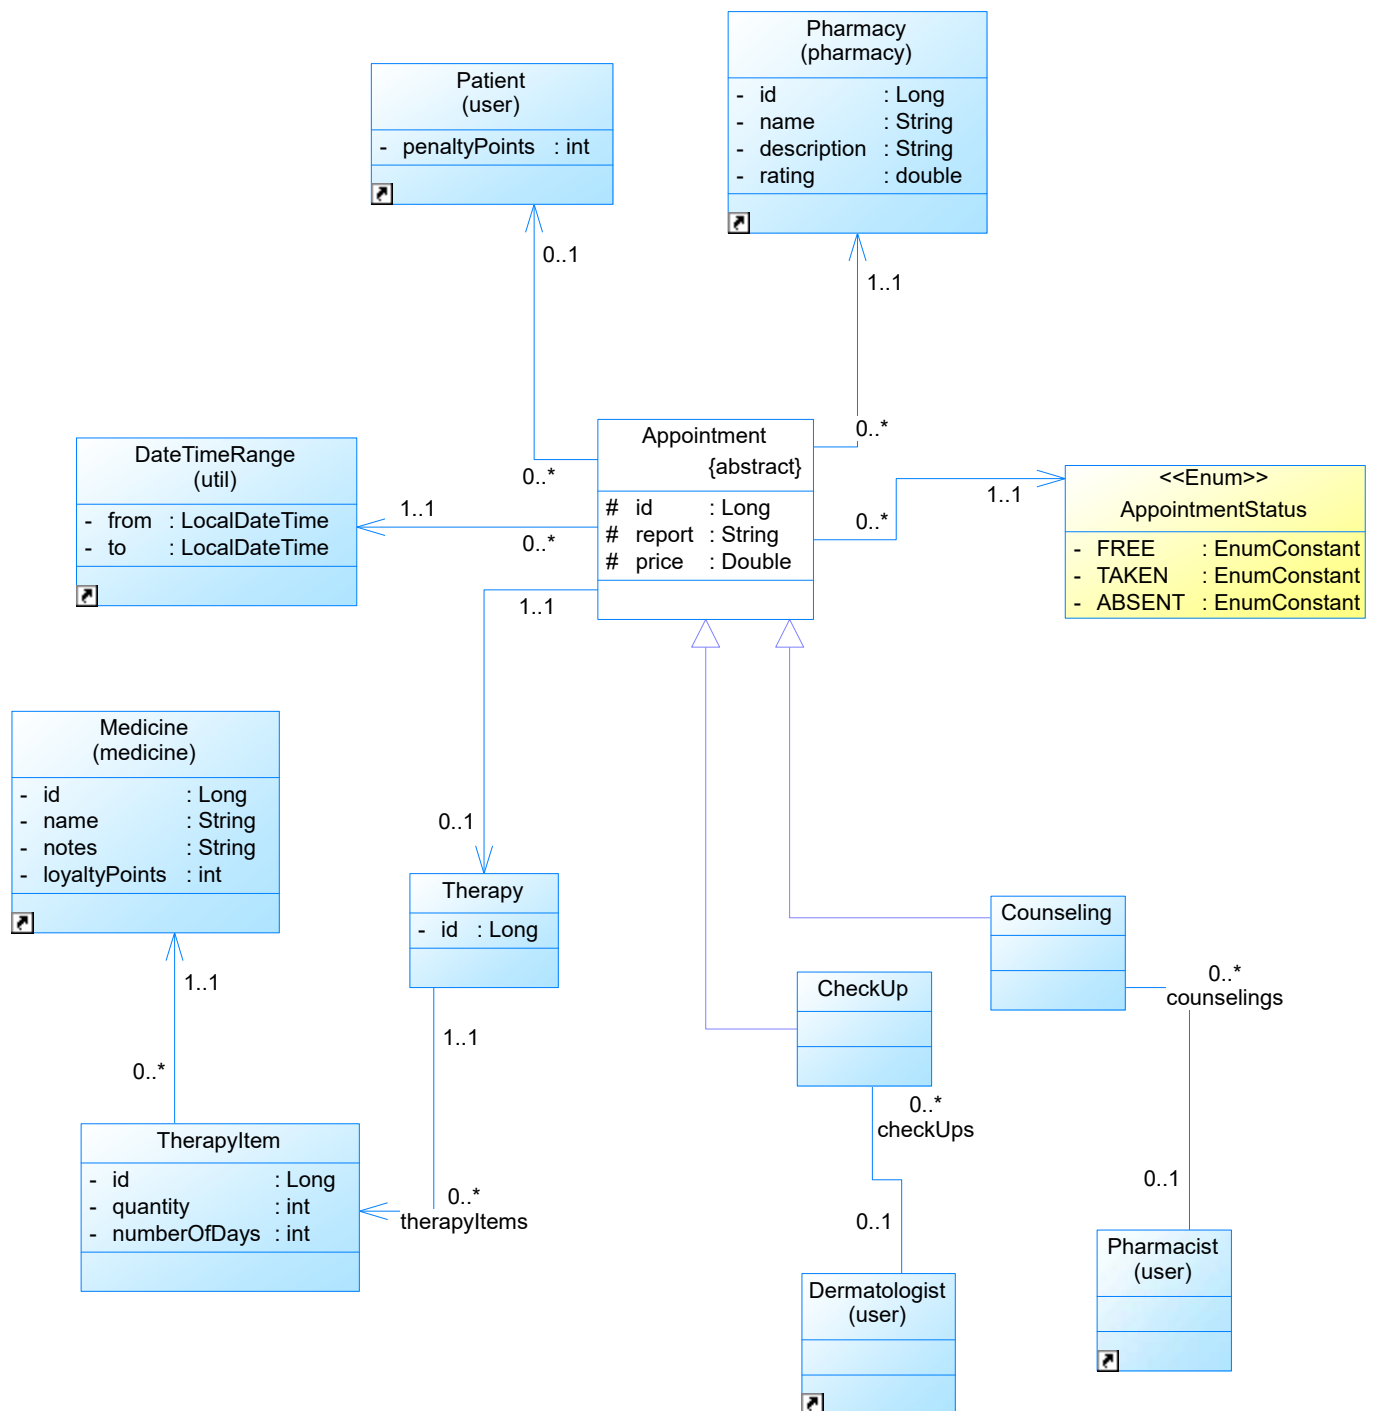 Pharmacy
(pharmacy)
- id : Long
- name : String
- description : String
- rating : double
Patient
(user)
- penaltyPoints : int
0..1
1..1
0..*
0..*
Appointment
{abstract}
# id : Long
# report : String
# price : Double
DateTimeRange
(util)
- from : LocalDateTime
- to : LocalDateTime
1..1
0..*
0..*
1..1
<<Enum>>
AppointmentStatus
- FREE : EnumConstant
- TAKEN : EnumConstant
- ABSENT : EnumConstant
1..1
0..1
Medicine
(medicine)
- id : Long
- name : String
- notes : String
- loyaltyPoints : int
Therapy
- id : Long
Counseling
CheckUp
1..1
0..*
1..1
0..*
counselings
0..*
checkUps
TherapyItem
- id : Long
- quantity : int
- numberOfDays : int
0..*
therapyItems
0..1
0..1
Pharmacist
(user)
Dermatologist
(user)